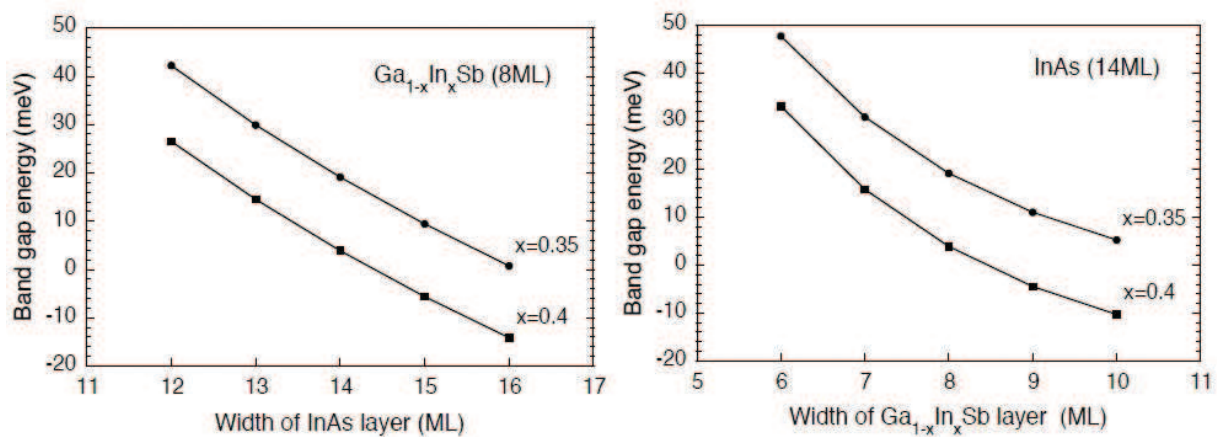 50
40
30
20
10
0
-10
-20
Band gap energy (meV)
Ga1-xInxSb (8ML)
x=0.35
x=0.4
11 12 13 14 15 16 17
Width of InAs layer (ML)
50
40
30
20
10
0
-10
-20
Band gap energy (meV)
InAs (14ML)
x=0.35
x=0.4
5 6 7 8 9 10 11
Width of Ga1-xInxSb layer (ML)